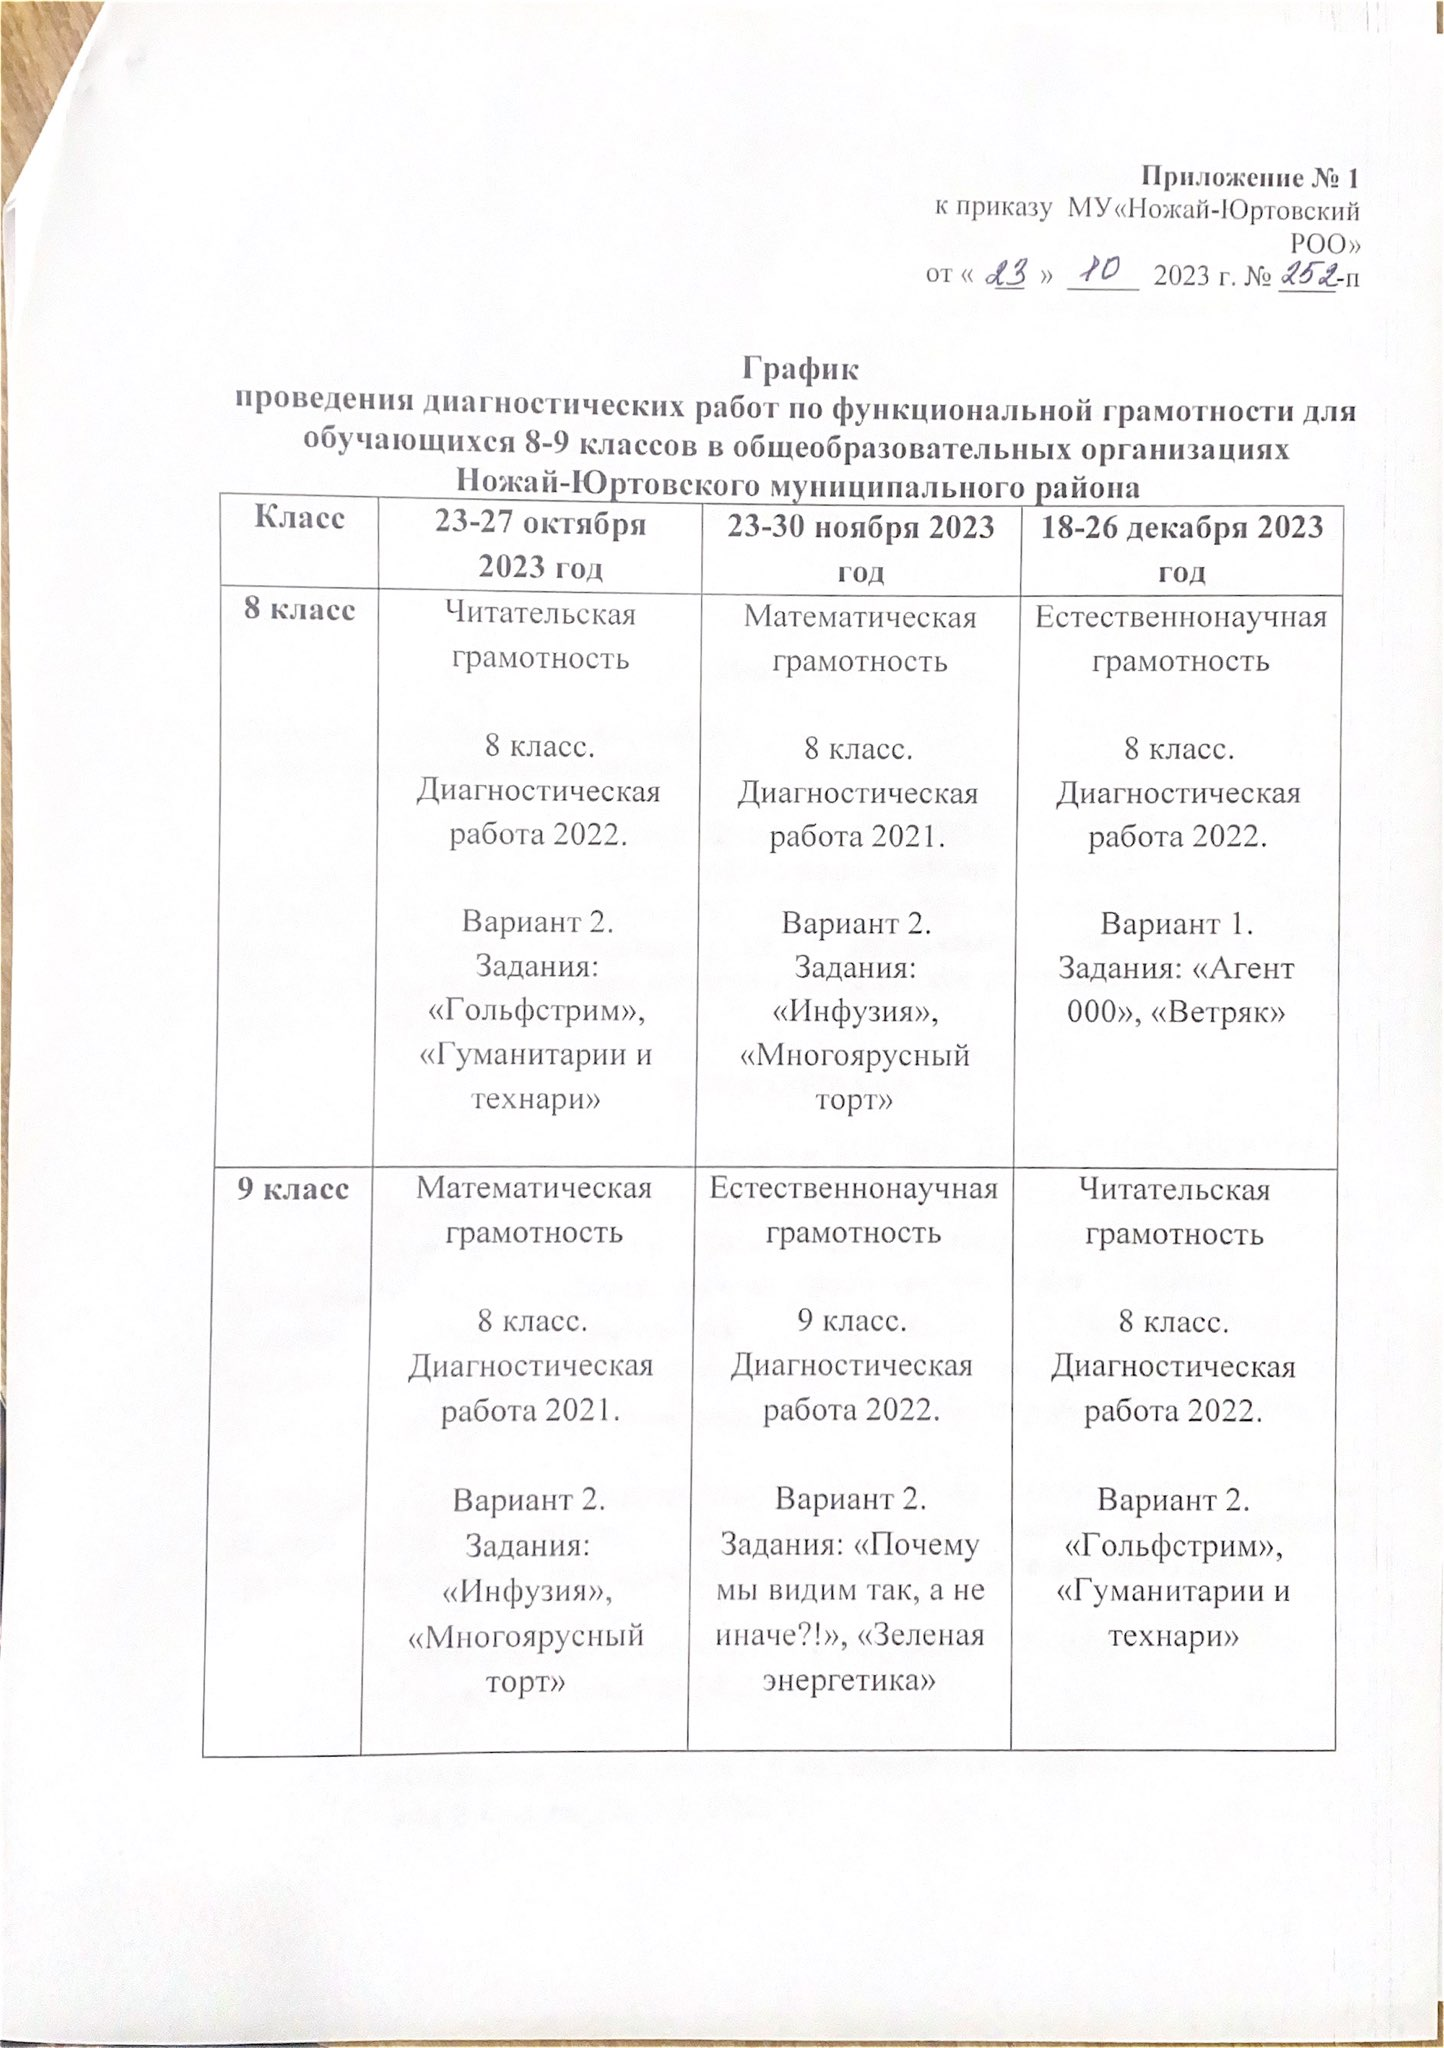 Приложение № 1
к приказу МУ«Ножай-Юртовский
РОО»
от « 23 » 10 2023 г. № 252-п
График
проведения диагностических работ по функциональной грамотности для
обучающихся 8-9 классов в общеобразовательных организациях
Ножай-Юртовского муниципального района
Класс
23-27 октября
2023 год
23-30 ноября 2023
год
18-26 декабря 2023
год
8 класс
Читательская
грамотность
8 класс.
Диагностическая
работа 2022.
Вариант 2.
Задания:
«Гольфстрим»,
«Гуманитарии и
технари»
Математическая
грамотность
8 класс.
Диагностическая
работа 2021.
Вариант 2.
Задания:
«Инфузия»,
«Многоярусный
торт»
Естественнонаучная
грамотность
8 класс.
Диагностическая
работа 2022.
Вариант 1.
Задания: «Агент
000», «Ветряк»
9 класс
Математическая
грамотность
8 класс.
Диагностическая
работа 2021.
Вариант 2.
Задания:
«Инфузия»,
«Многоярусный
торт»
Естественнонаучная
грамотность
9 класс.
Диагностическая
работа 2022.
Вариант 2.
Задания: «Почему
мы видим так, а не
иначе?!», «Зеленая
энергетика»
Читательская
грамотность
8 класс.
Диагностическая
работа 2022.
Вариант 2.
«Гольфстрим»,
«Гуманитарии и
технари»